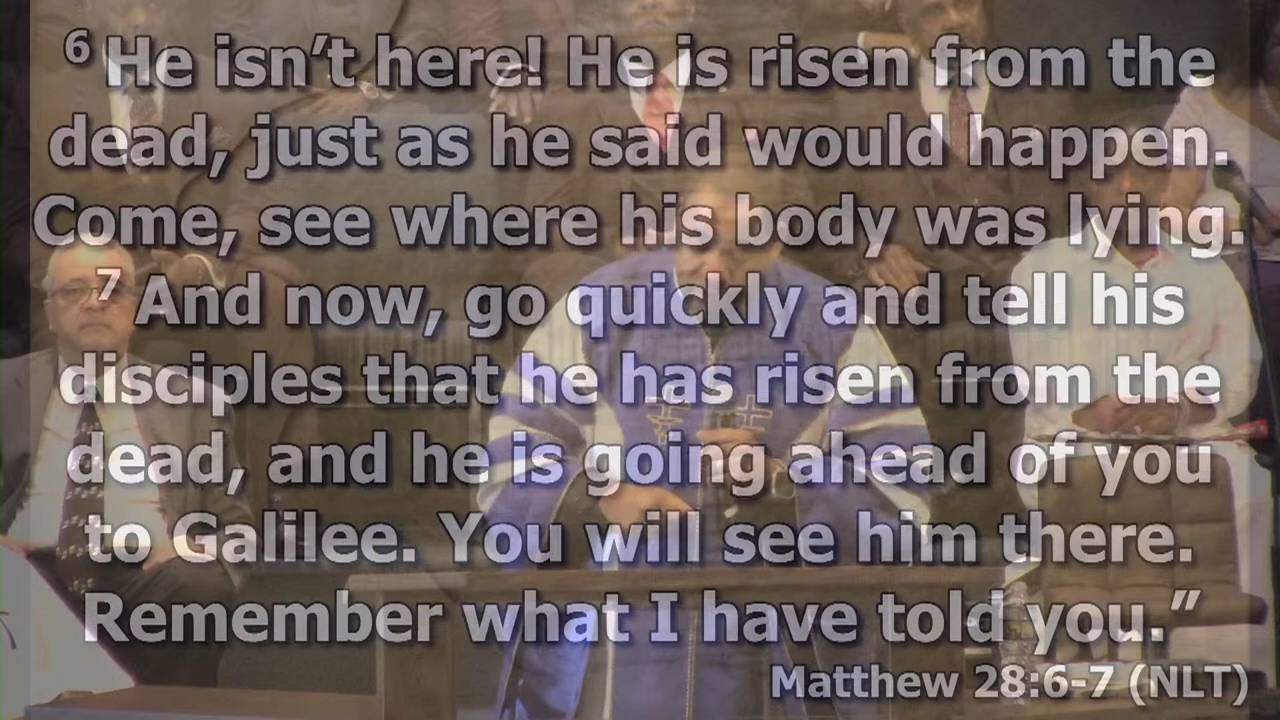 6 He isn’t here! He is risen from the
dead, just as he said would happen.
Come, see where his body was lying.
7 And now, go quickly and tell his
disciples that he has risen from the
dead, and he is going ahead of you
to Galilee. You will see him there.
Remember what I have told you.”
Matthew 28:6-7 (NLT)